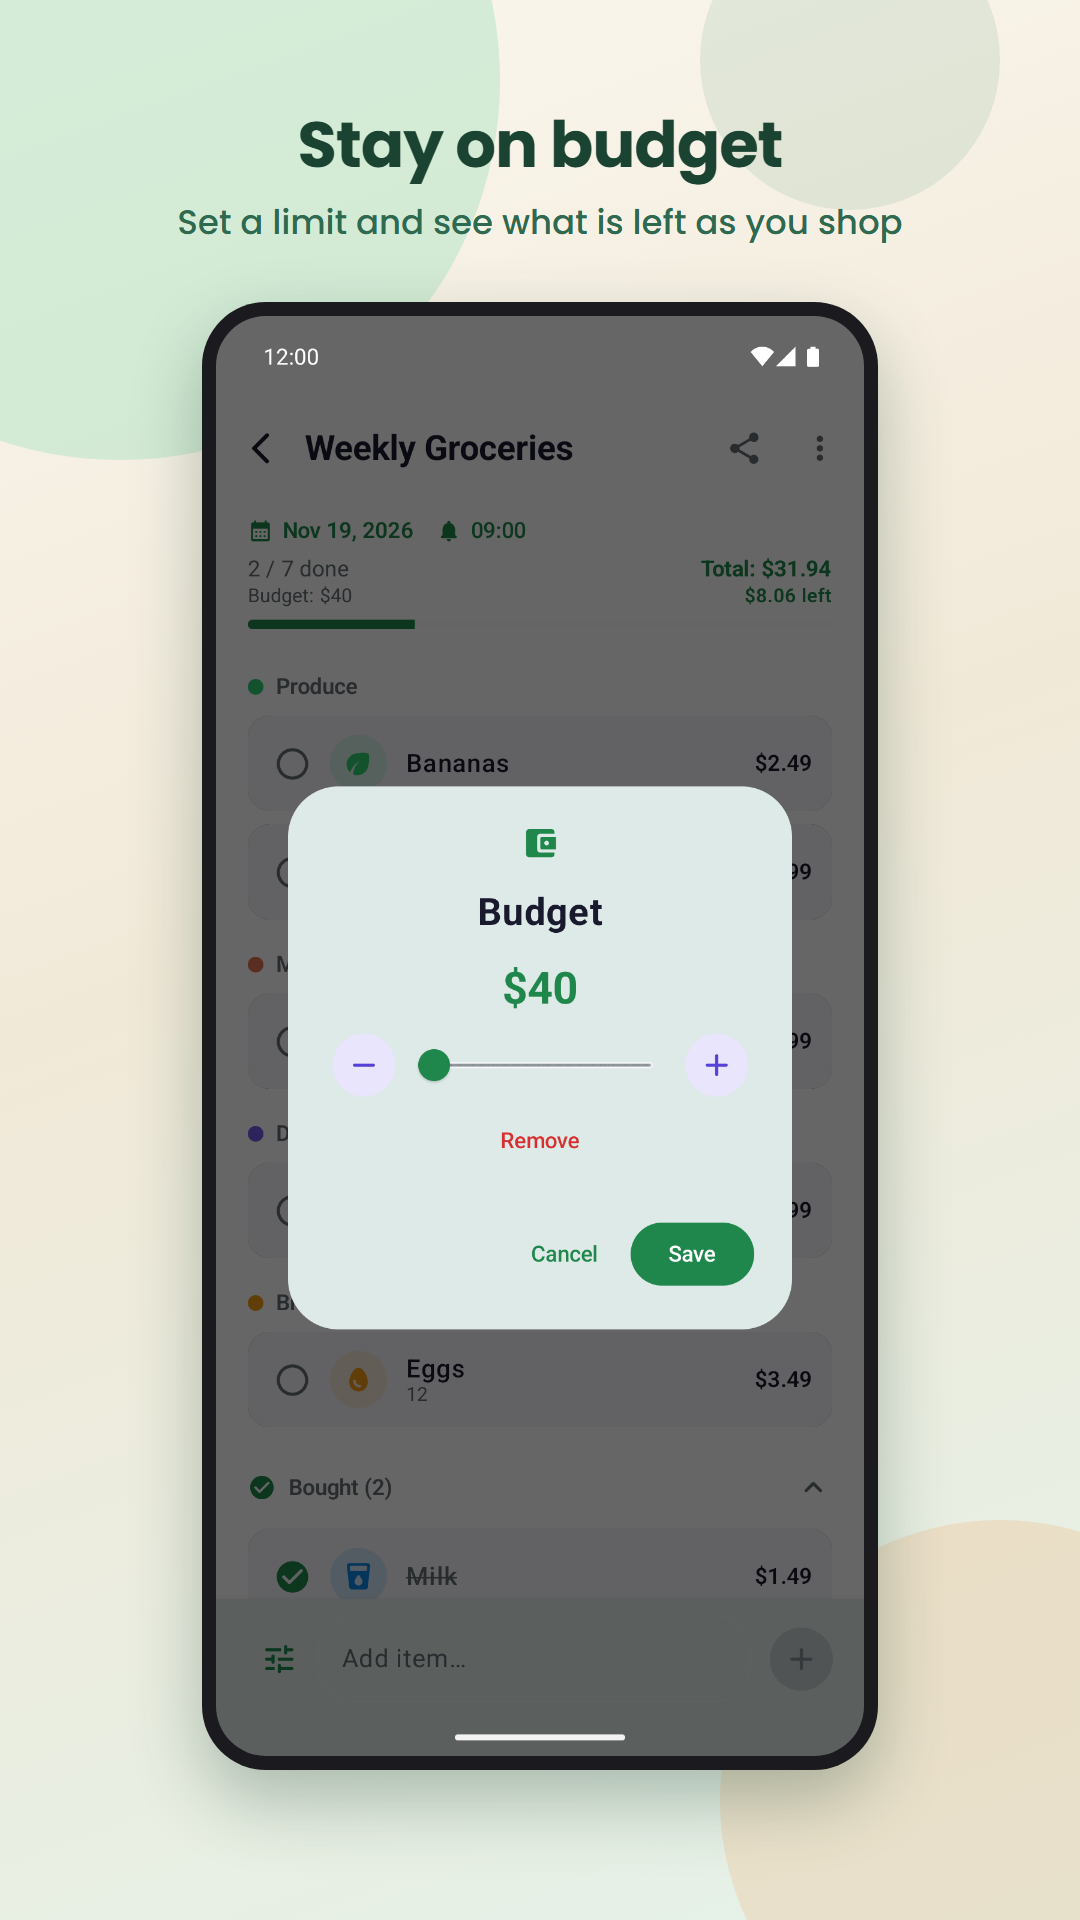 Stay on budget
Set a limit and see what is left as you shop
12:00
Weekly Groceries
Nov 19, 2026 09:00
2 / 7 done Total: $31.94
Budget: $40 $8.06 left
Produce
Bananas $2.49
Budget
$40
Remove
Cancel Save
Eggs $3.49
12
Bought (2)
Milk $1.49
Add item...